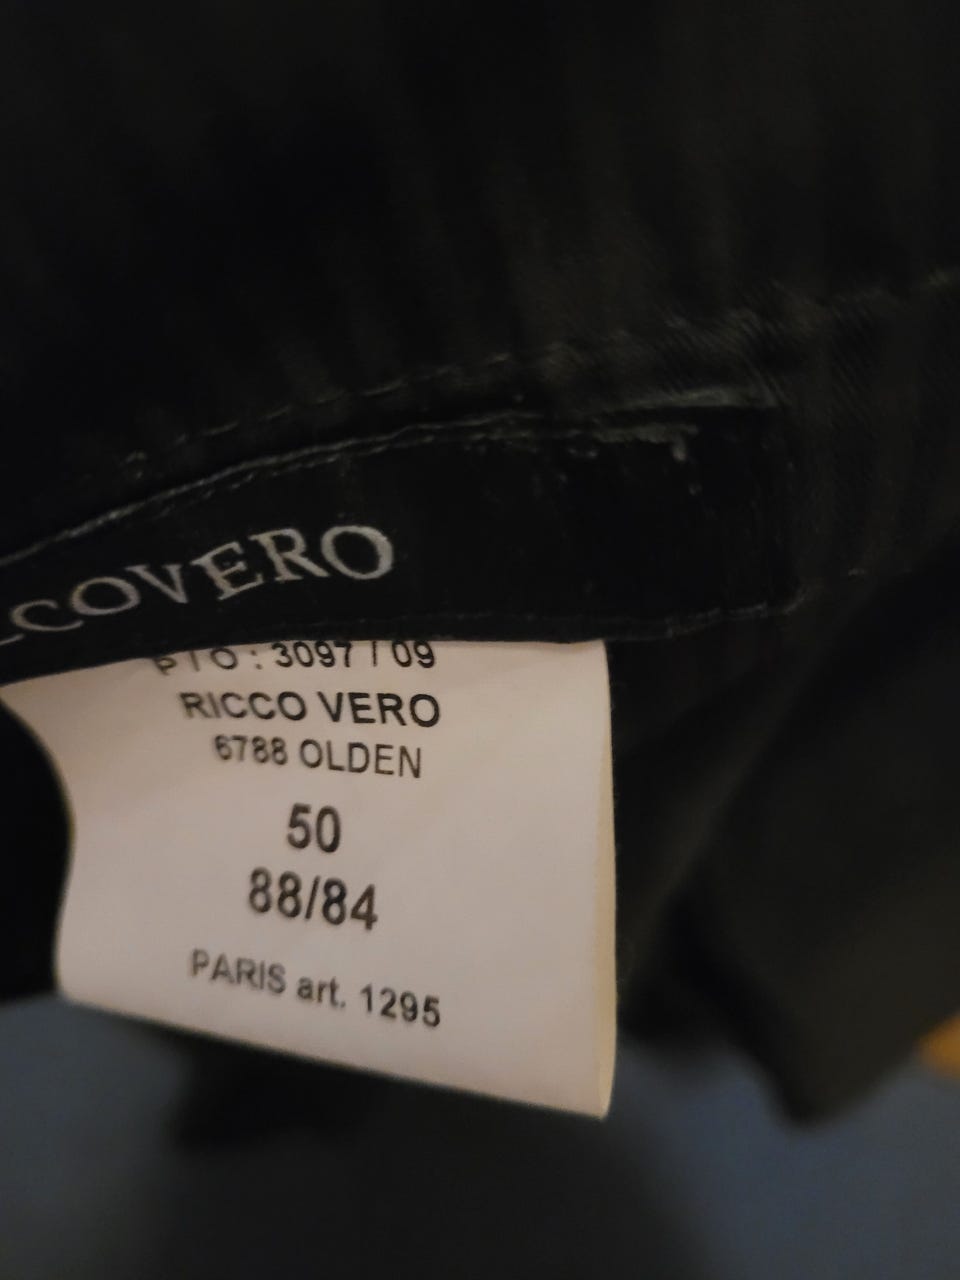 COVERO
P / O : 3097 / 09
RICCO VERO
6788 OLDEN
50
88/84
PARIS art. 1295